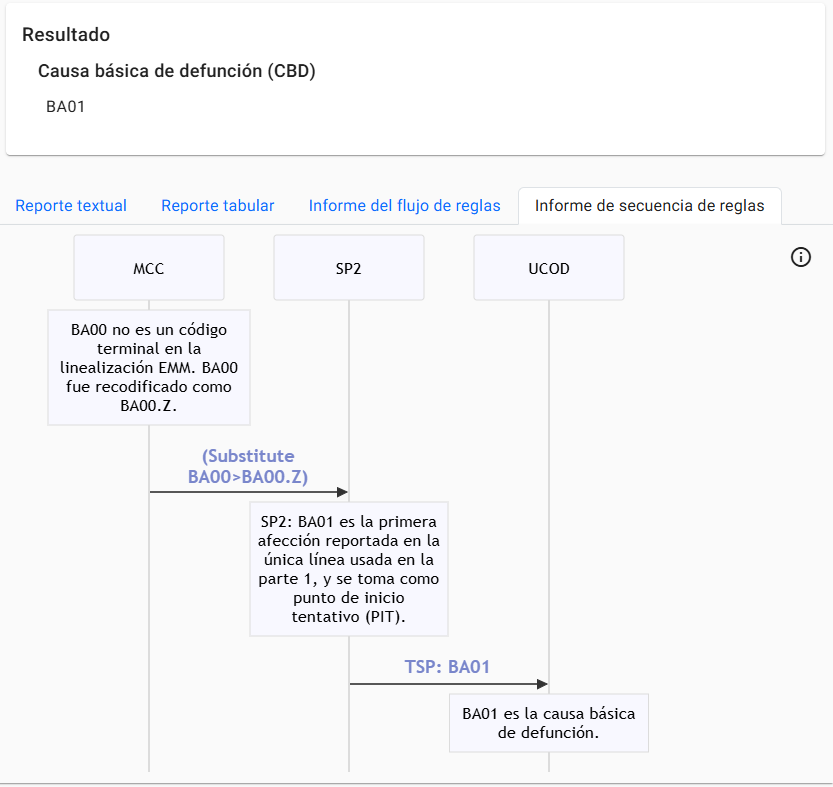 Resultado
Causa básica de defunción (CBD)
BA01
Reporte textual
Reporte tabular
Informe del flujo de reglas
Informe de secuencia de reglas
MCC
SP2
UCOD
BA00 no es un código
terminal en la
linealización EMM. BA00
fue recodificado como
BA00.Z.
(Substitute
BA00>BA00.Z)
SP2: BA01 es la primera
afección reportada en la
única línea usada en la
parte 1, y se toma como
punto de inicio
tentativo (PIT).
TSP: BA01
BA01 es la causa básica
de defunción.